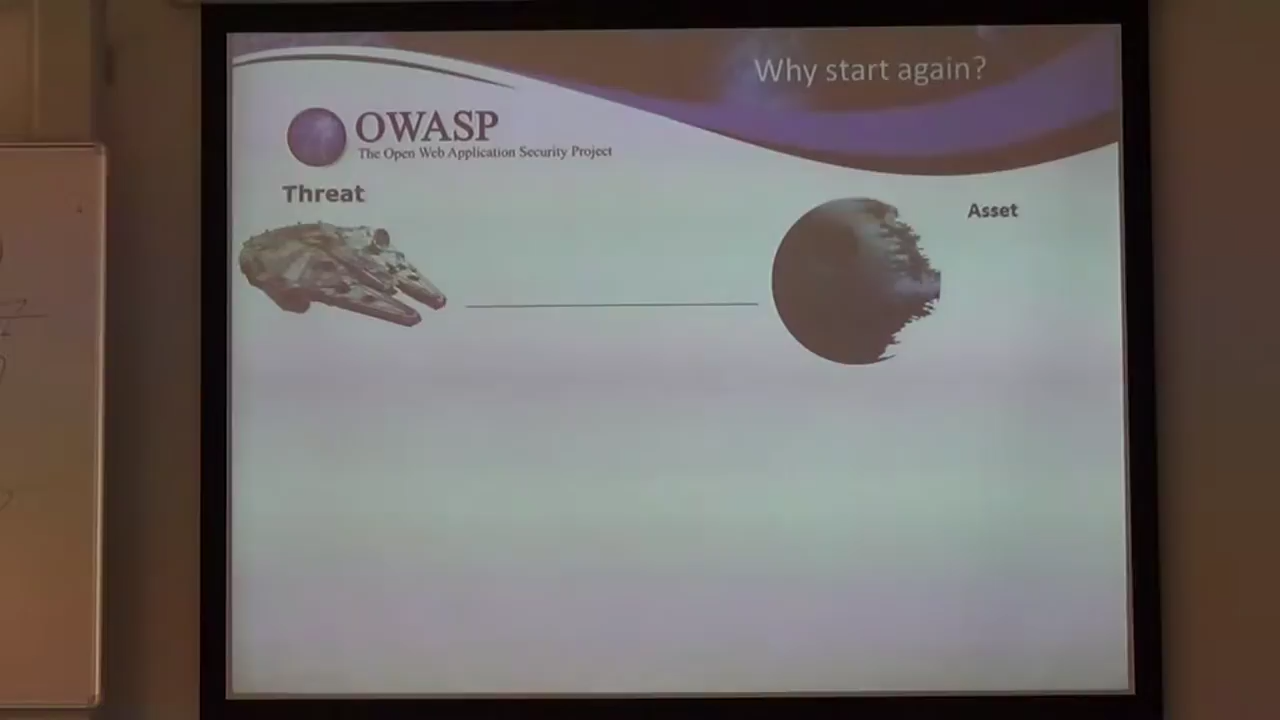 Why start again?
OWASP
The Open Web Application Security Project
Threat
Asset